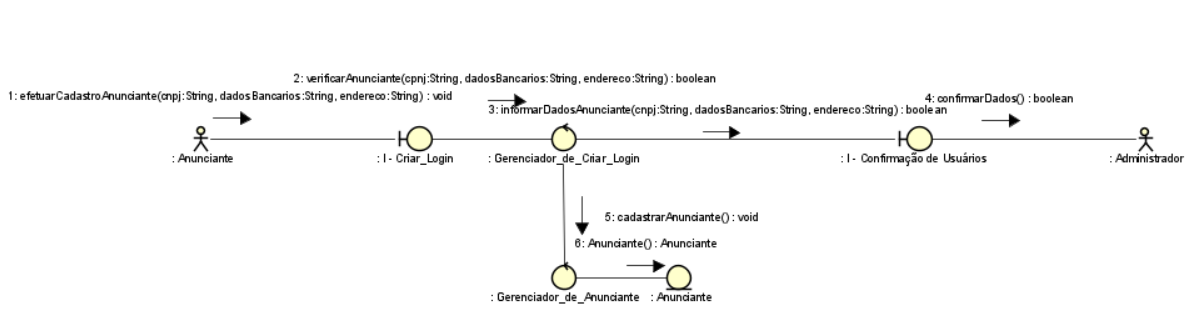 2: verificarAnunciante(cpnj:String, dadosBancarios:String, endereco:String) : boolean
1: efetuarCadastroAnunciante(cnpj:String, dadosBancarios:String, endereco:String) : void
4: confirmarDados() : boolean
3: informarDadosAnunciante(cnpj:String, dadosBancarios:String, endereco:String) : boolean
: Anunciante
: I - Criar_Login
: Gerenciador_de_Criar_Login
: I - Confirmação de Usuários
: Administrador
5: cadastrarAnunciante() : void
6: Anunciante() : Anunciante
: Gerenciador_de_Anunciante
: Anunciante